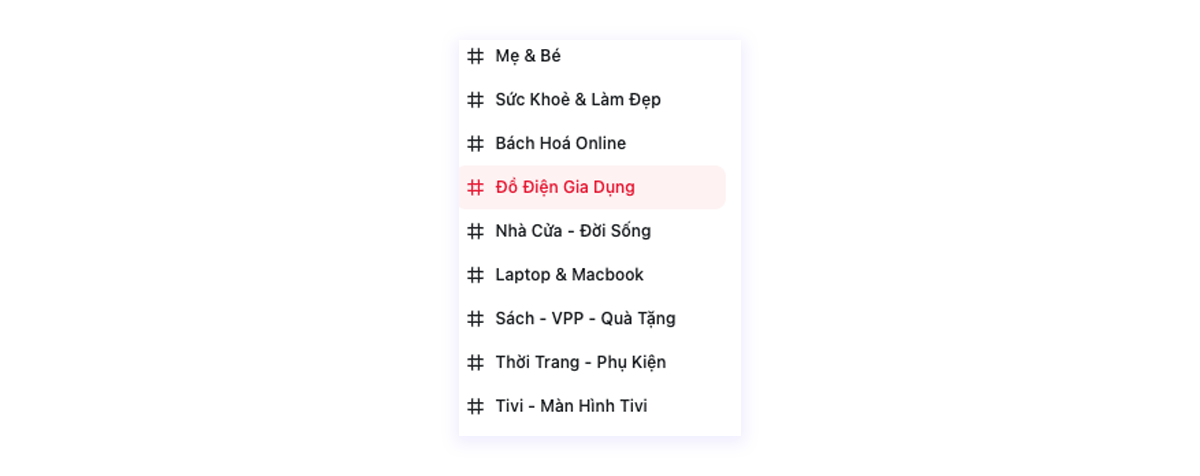 # Mẹ & Bé
# Sức Khoẻ & Làm Đẹp
# Bách Hoá Online
# Đồ Điện Gia Dụng
# Nhà Cửa - Đời Sống
# Laptop & Macbook
# Sách - VPP - Quà Tặng
# Thời Trang - Phụ Kiện
# Tivi - Màn Hình Tivi